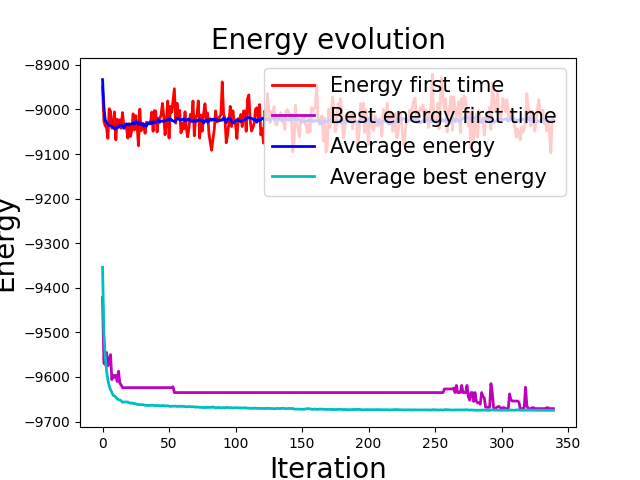 Energy evolution
Energy
−8900
−9000
−9100
−9200
−9300
−9400
−9500
−9600
−9700
Energy first time
Best energy first time
Average energy
Average best energy
0 50 100 150 200 250 300 350
Iteration